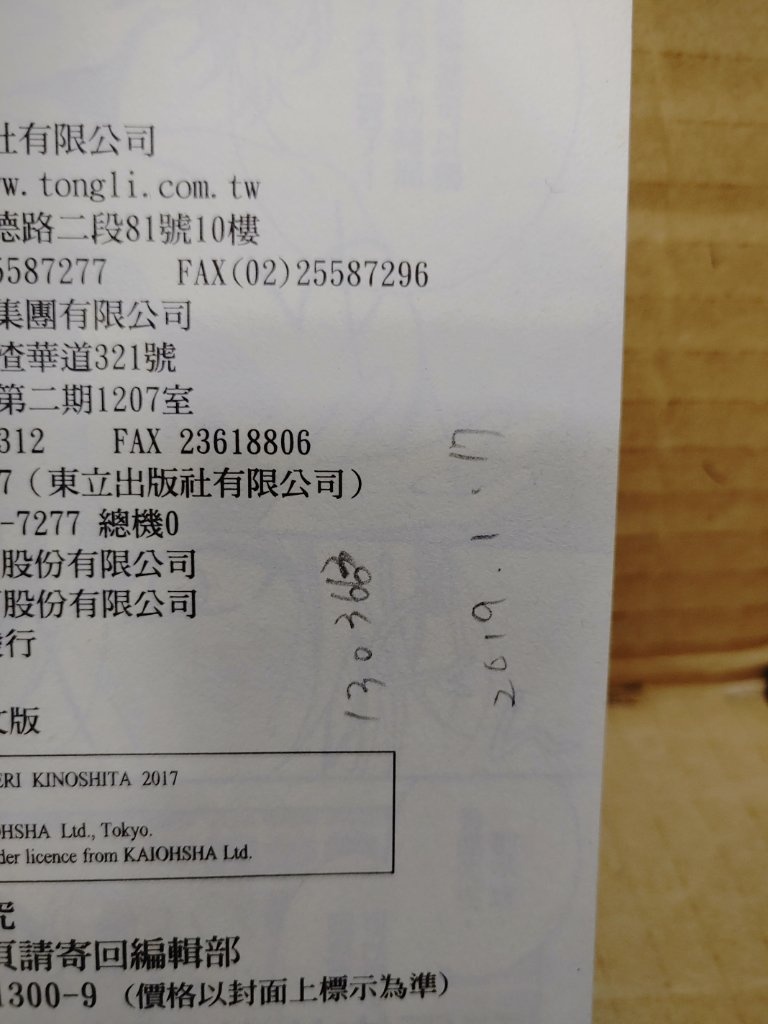 社有限公司
www.tongli.com.tw
德路二段81號10樓
5587277 FAX(02)25587296
集團有限公司
渣華道321號
第二期1207室
312 FAX 23618806
7（東立出版社有限公司）
-7277 總機0
股份有限公司
股份有限公司
發行
文版
ERI KINOSHITA 2017
OHSHA Ltd., Tokyo.
der licence from KAIOHSHA Ltd.
頁請寄回編輯部
1300-9 （價格以封面上標示為準）
2019.1.17